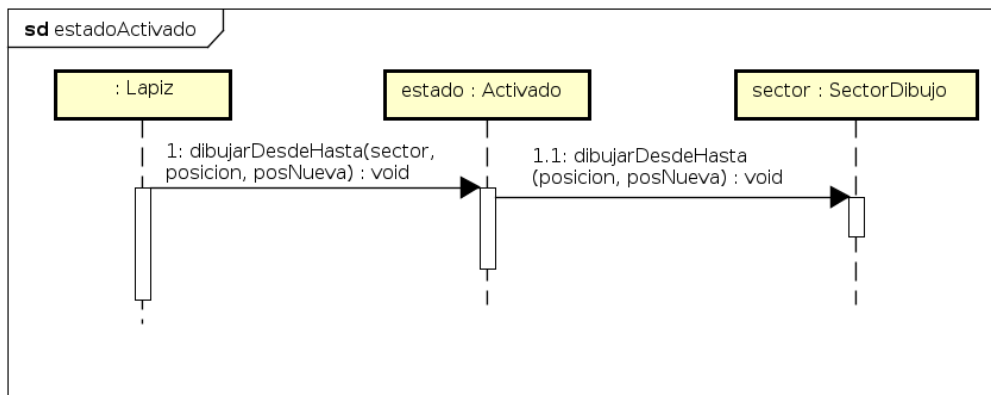 sd estadoActivado
: Lapiz
estado : Activado
sector : SectorDibujo
1: dibujarDesdeHasta(sector,
posicion, posNueva) : void
1.1: dibujarDesdeHasta
(posicion, posNueva) : void